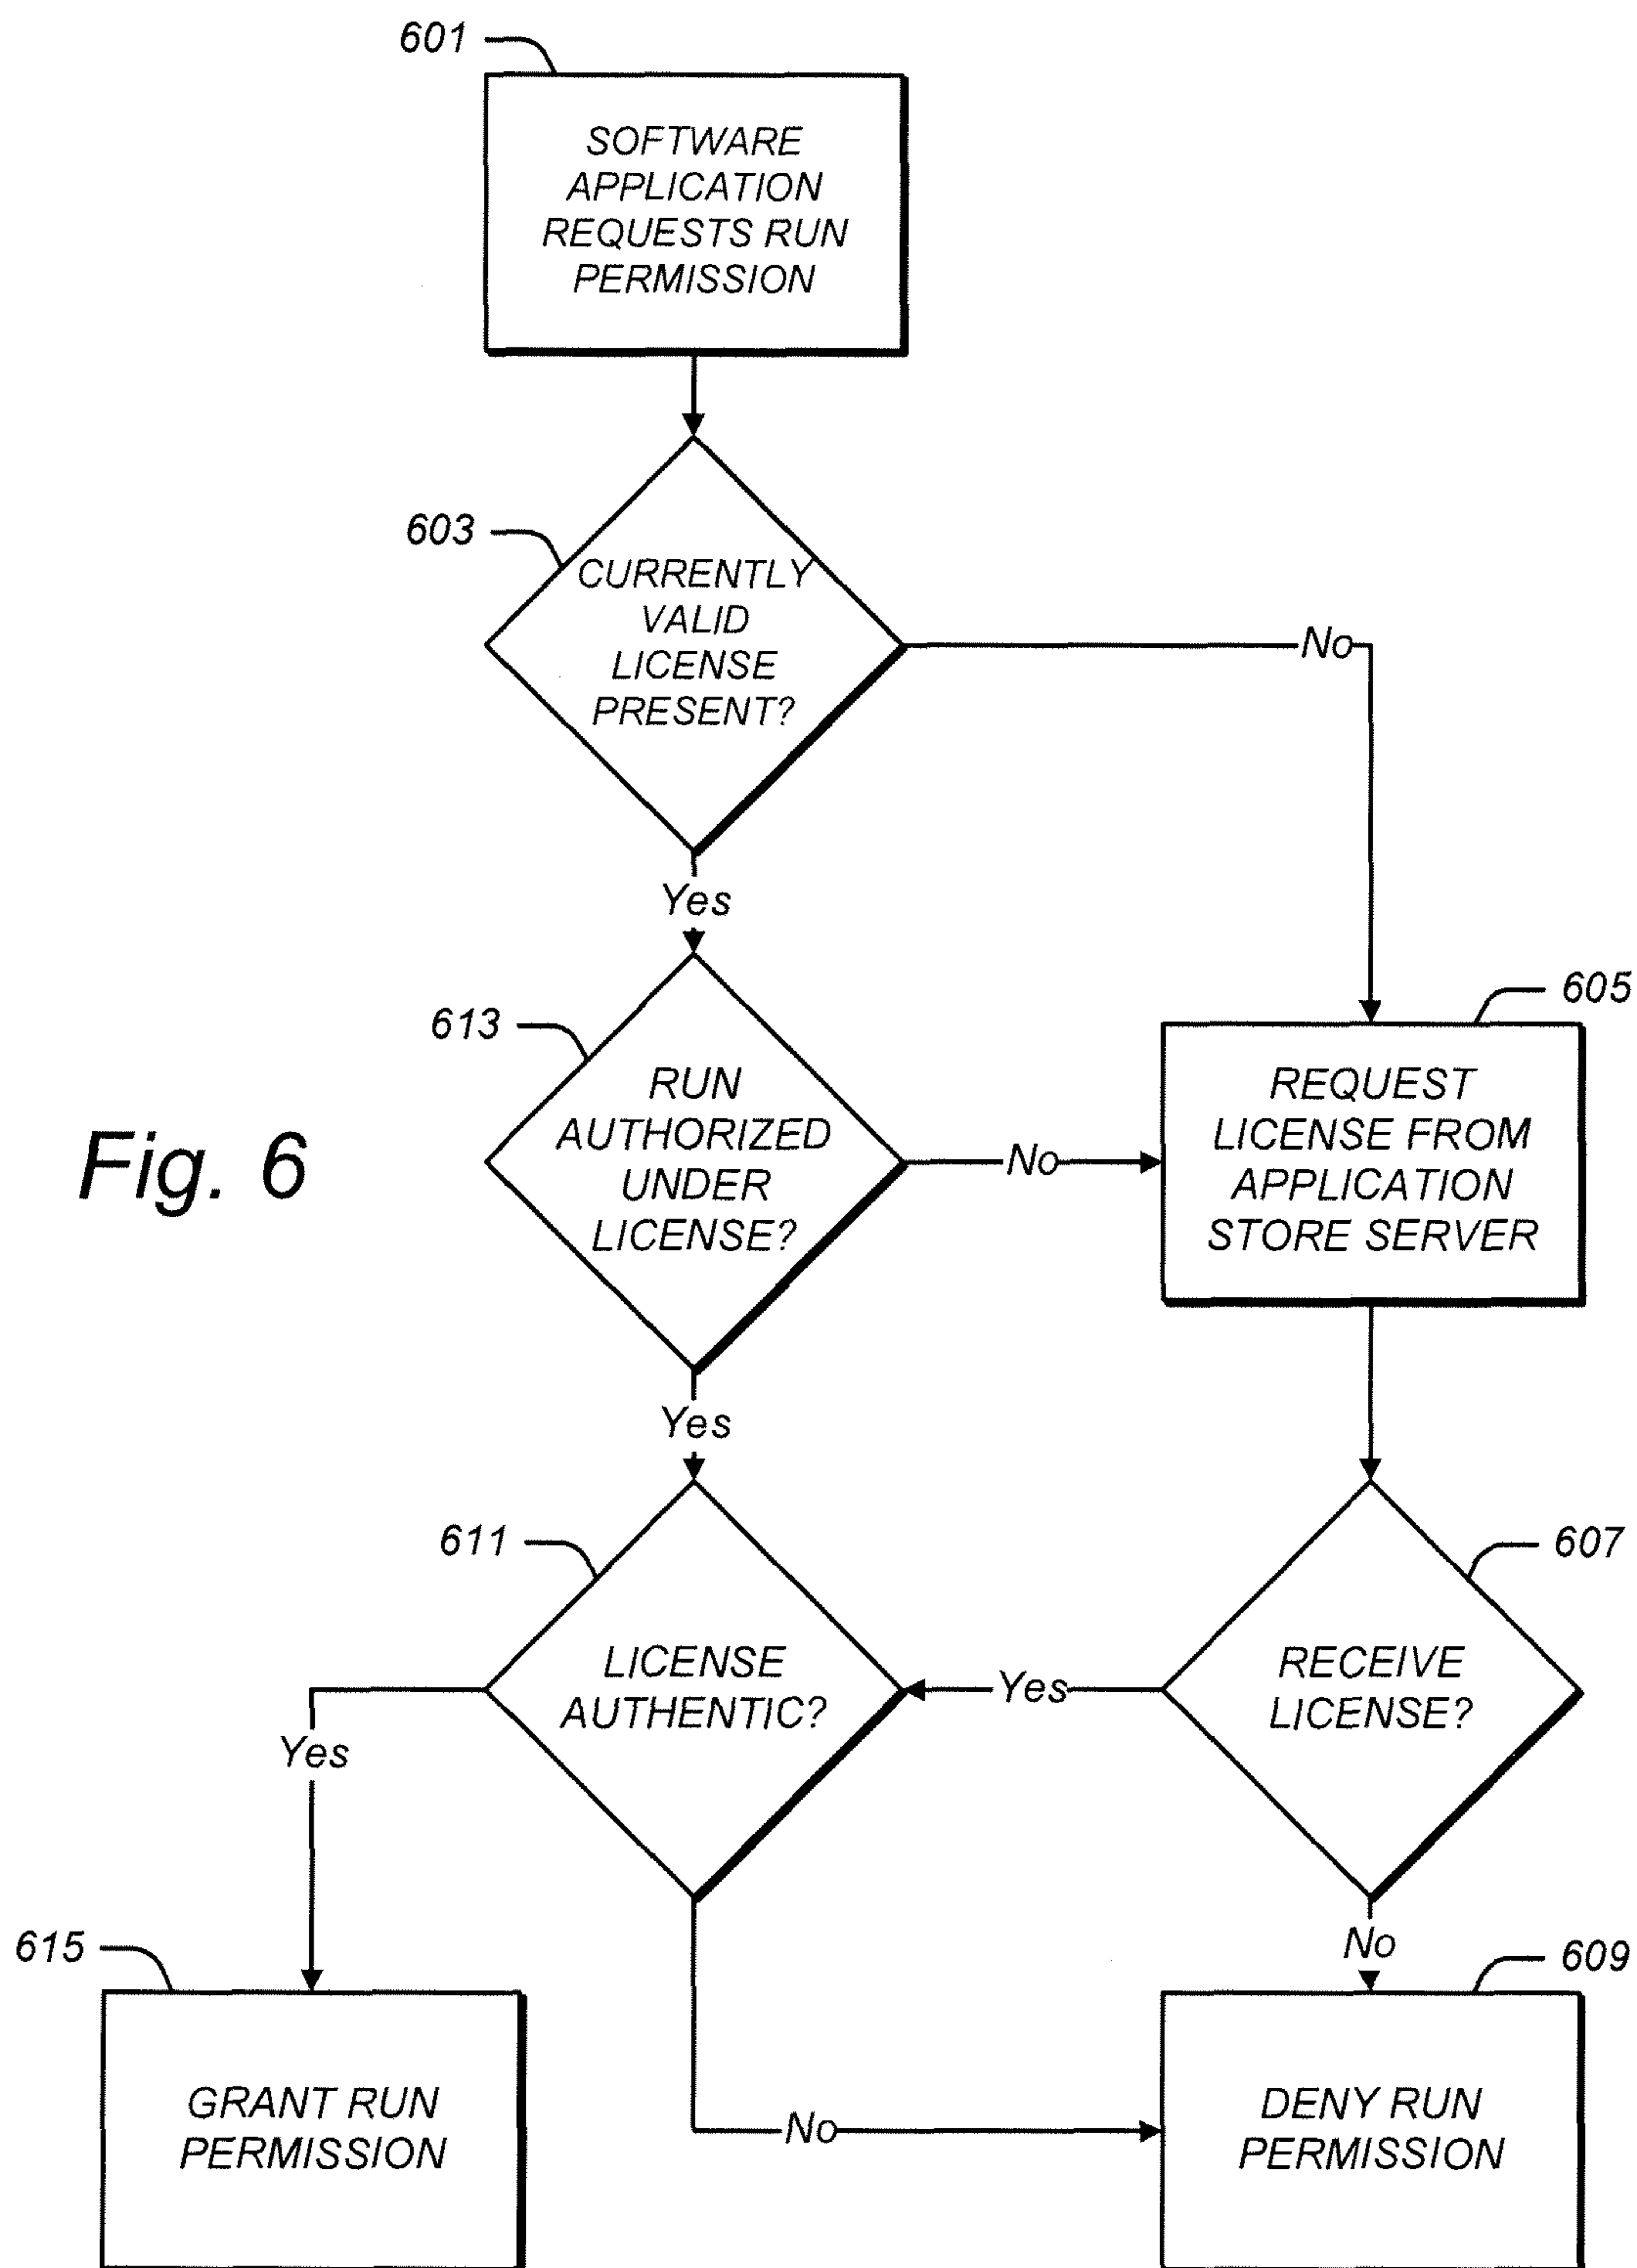 601
SOFTWARE
APPLICATION
REQUESTS RUN
PERMISSION
603
CURRENTLY
VALID
LICENSE
PRESENT?
No
Yes
613
RUN
AUTHORIZED
UNDER
LICENSE?
No
605
REQUEST
LICENSE FROM
APPLICATION
STORE SERVER
Fig. 6
Yes
611
LICENSE
AUTHENTIC?
Yes
607
RECEIVE
LICENSE?
Yes
No
615
GRANT RUN
PERMISSION
No
609
DENY RUN
PERMISSION